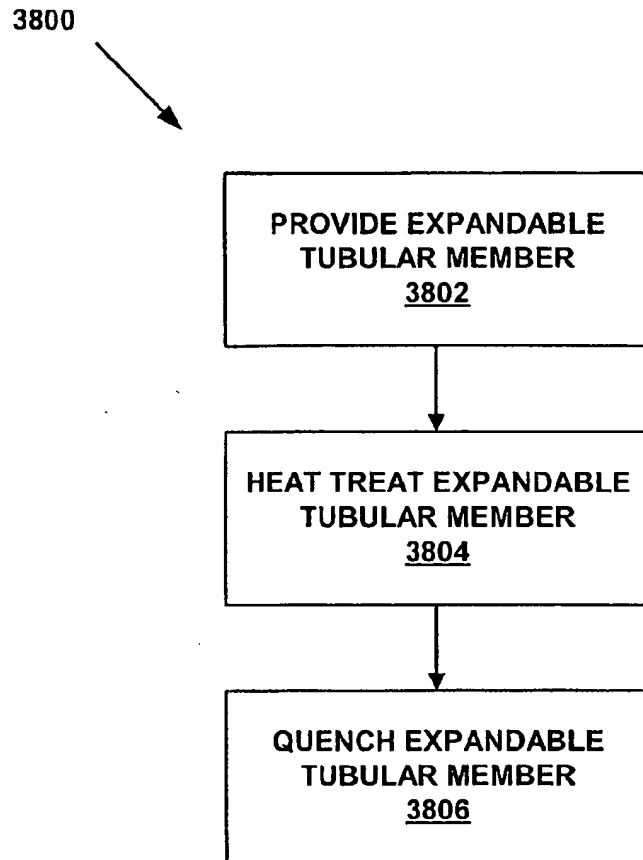 3800
PROVIDE EXPANDABLE
TUBULAR MEMBER
3802
HEAT TREAT EXPANDABLE
TUBULAR MEMBER
3804
QUENCH EXPANDABLE
TUBULAR MEMBER
3806